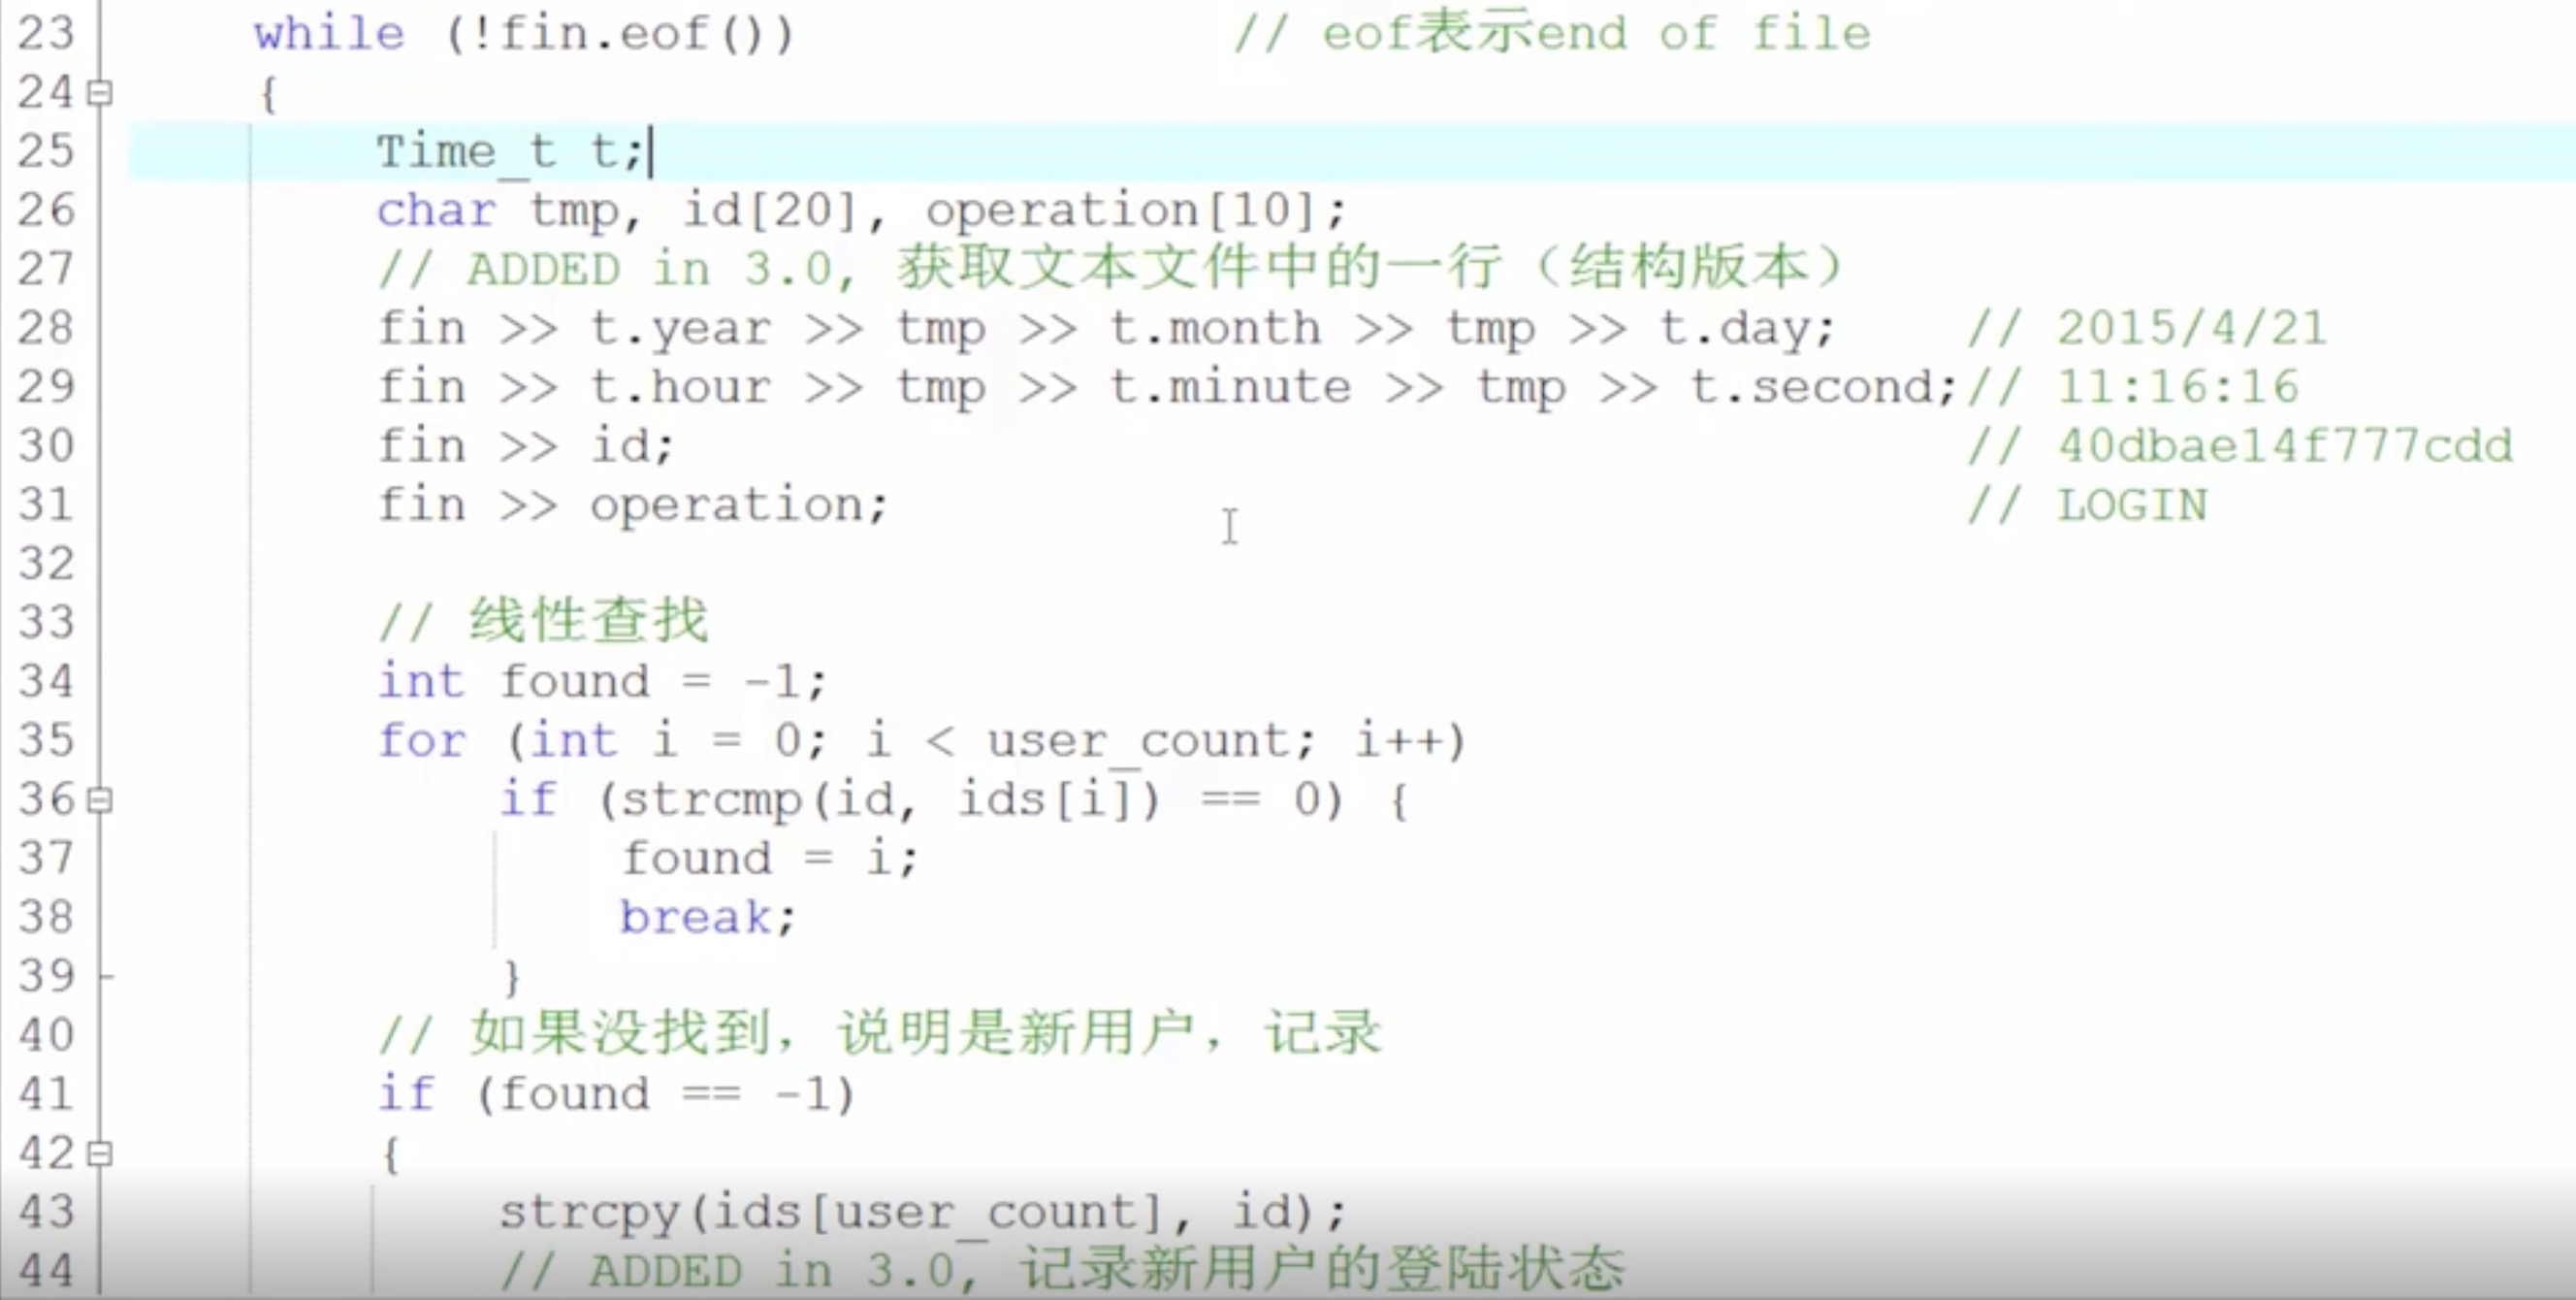 23 while (!fin.eof()) // eof表示end of file
24 {
25 Time_t t;
26 char tmp, id[20], operation[10];
27 // ADDED in 3.0, 获取文本文件中的一行（结构版本）
28 fin >> t.year >> tmp >> t.month >> tmp >> t.day; // 2015/4/21
29 fin >> t.hour >> tmp >> t.minute >> tmp >> t.second;// 11:16:16
30 fin >> id; // 40dbae14f777cdd
31 fin >> operation; // LOGIN
32
33 // 线性查找
34 int found = -1;
35 for (int i = 0; i < user_count; i++)
36 if (strcmp(id, ids[i]) == 0) {
37 found = i;
38 break;
39 }
40 // 如果没找到，说明是新用户，记录
41 if (found == -1)
42 {
43 strcpy(ids[user_count], id);
44 // ADDED in 3.0, 记录新用户的登陆状态